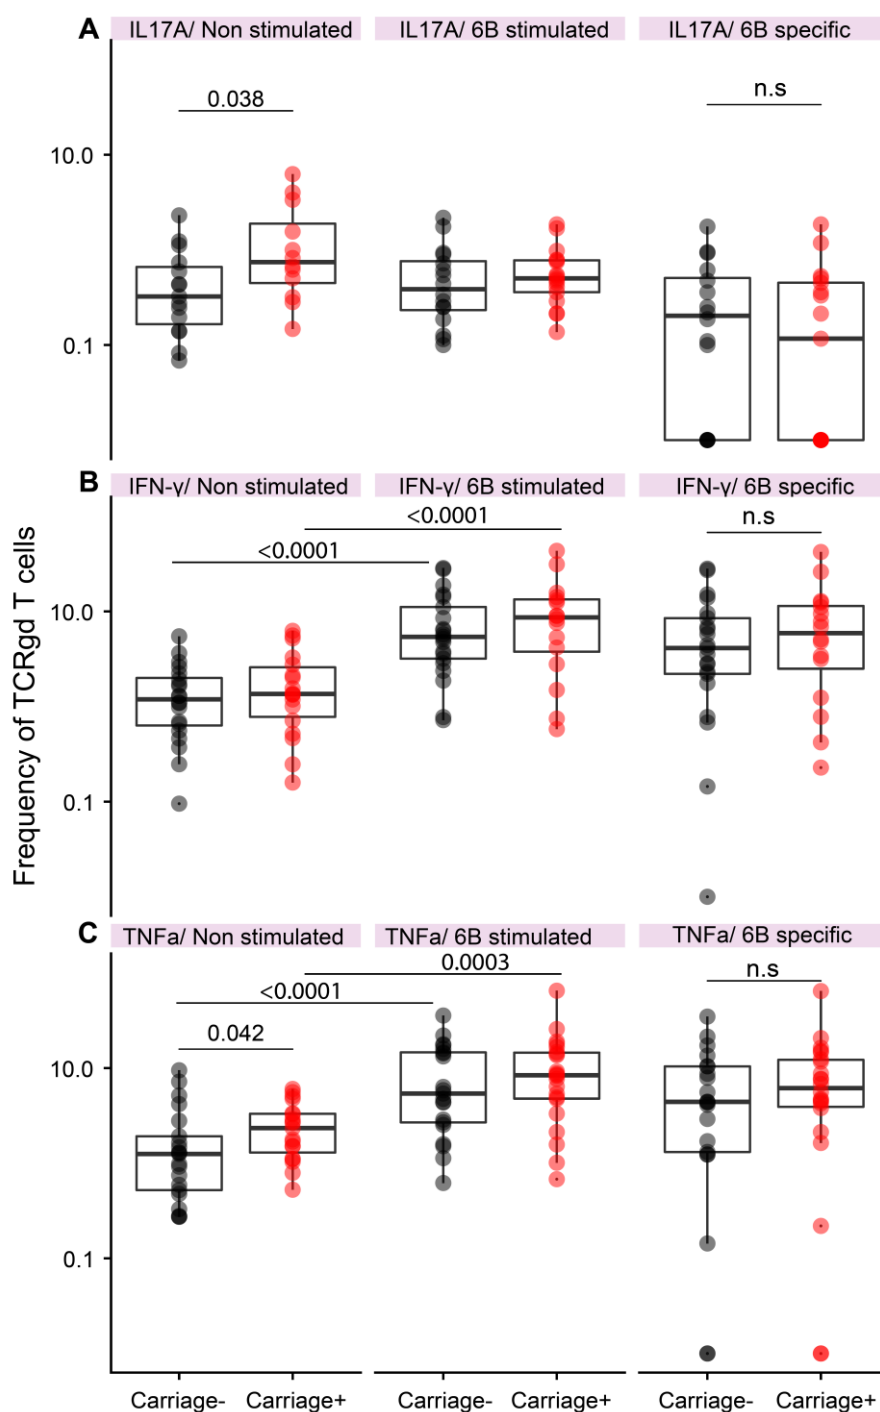 A
IL17A/ Non stimulated
IL17A/ 6B stimulated
IL17A/ 6B specific
0.038
n.s
10.0
0.1
B
IFN-γ/ Non stimulated
IFN-γ/ 6B stimulated
IFN-γ/ 6B specific
<0.0001
<0.0001
n.s
10.0
0.1
Frequency of TCRgd T cells
C
TNFa/ Non stimulated
TNFa/ 6B stimulated
TNFa/ 6B specific
0.0003
<0.0001
n.s
0.042
10.0
0.1
Carriage-
Carriage+
Carriage-
Carriage+
Carriage-
Carriage+